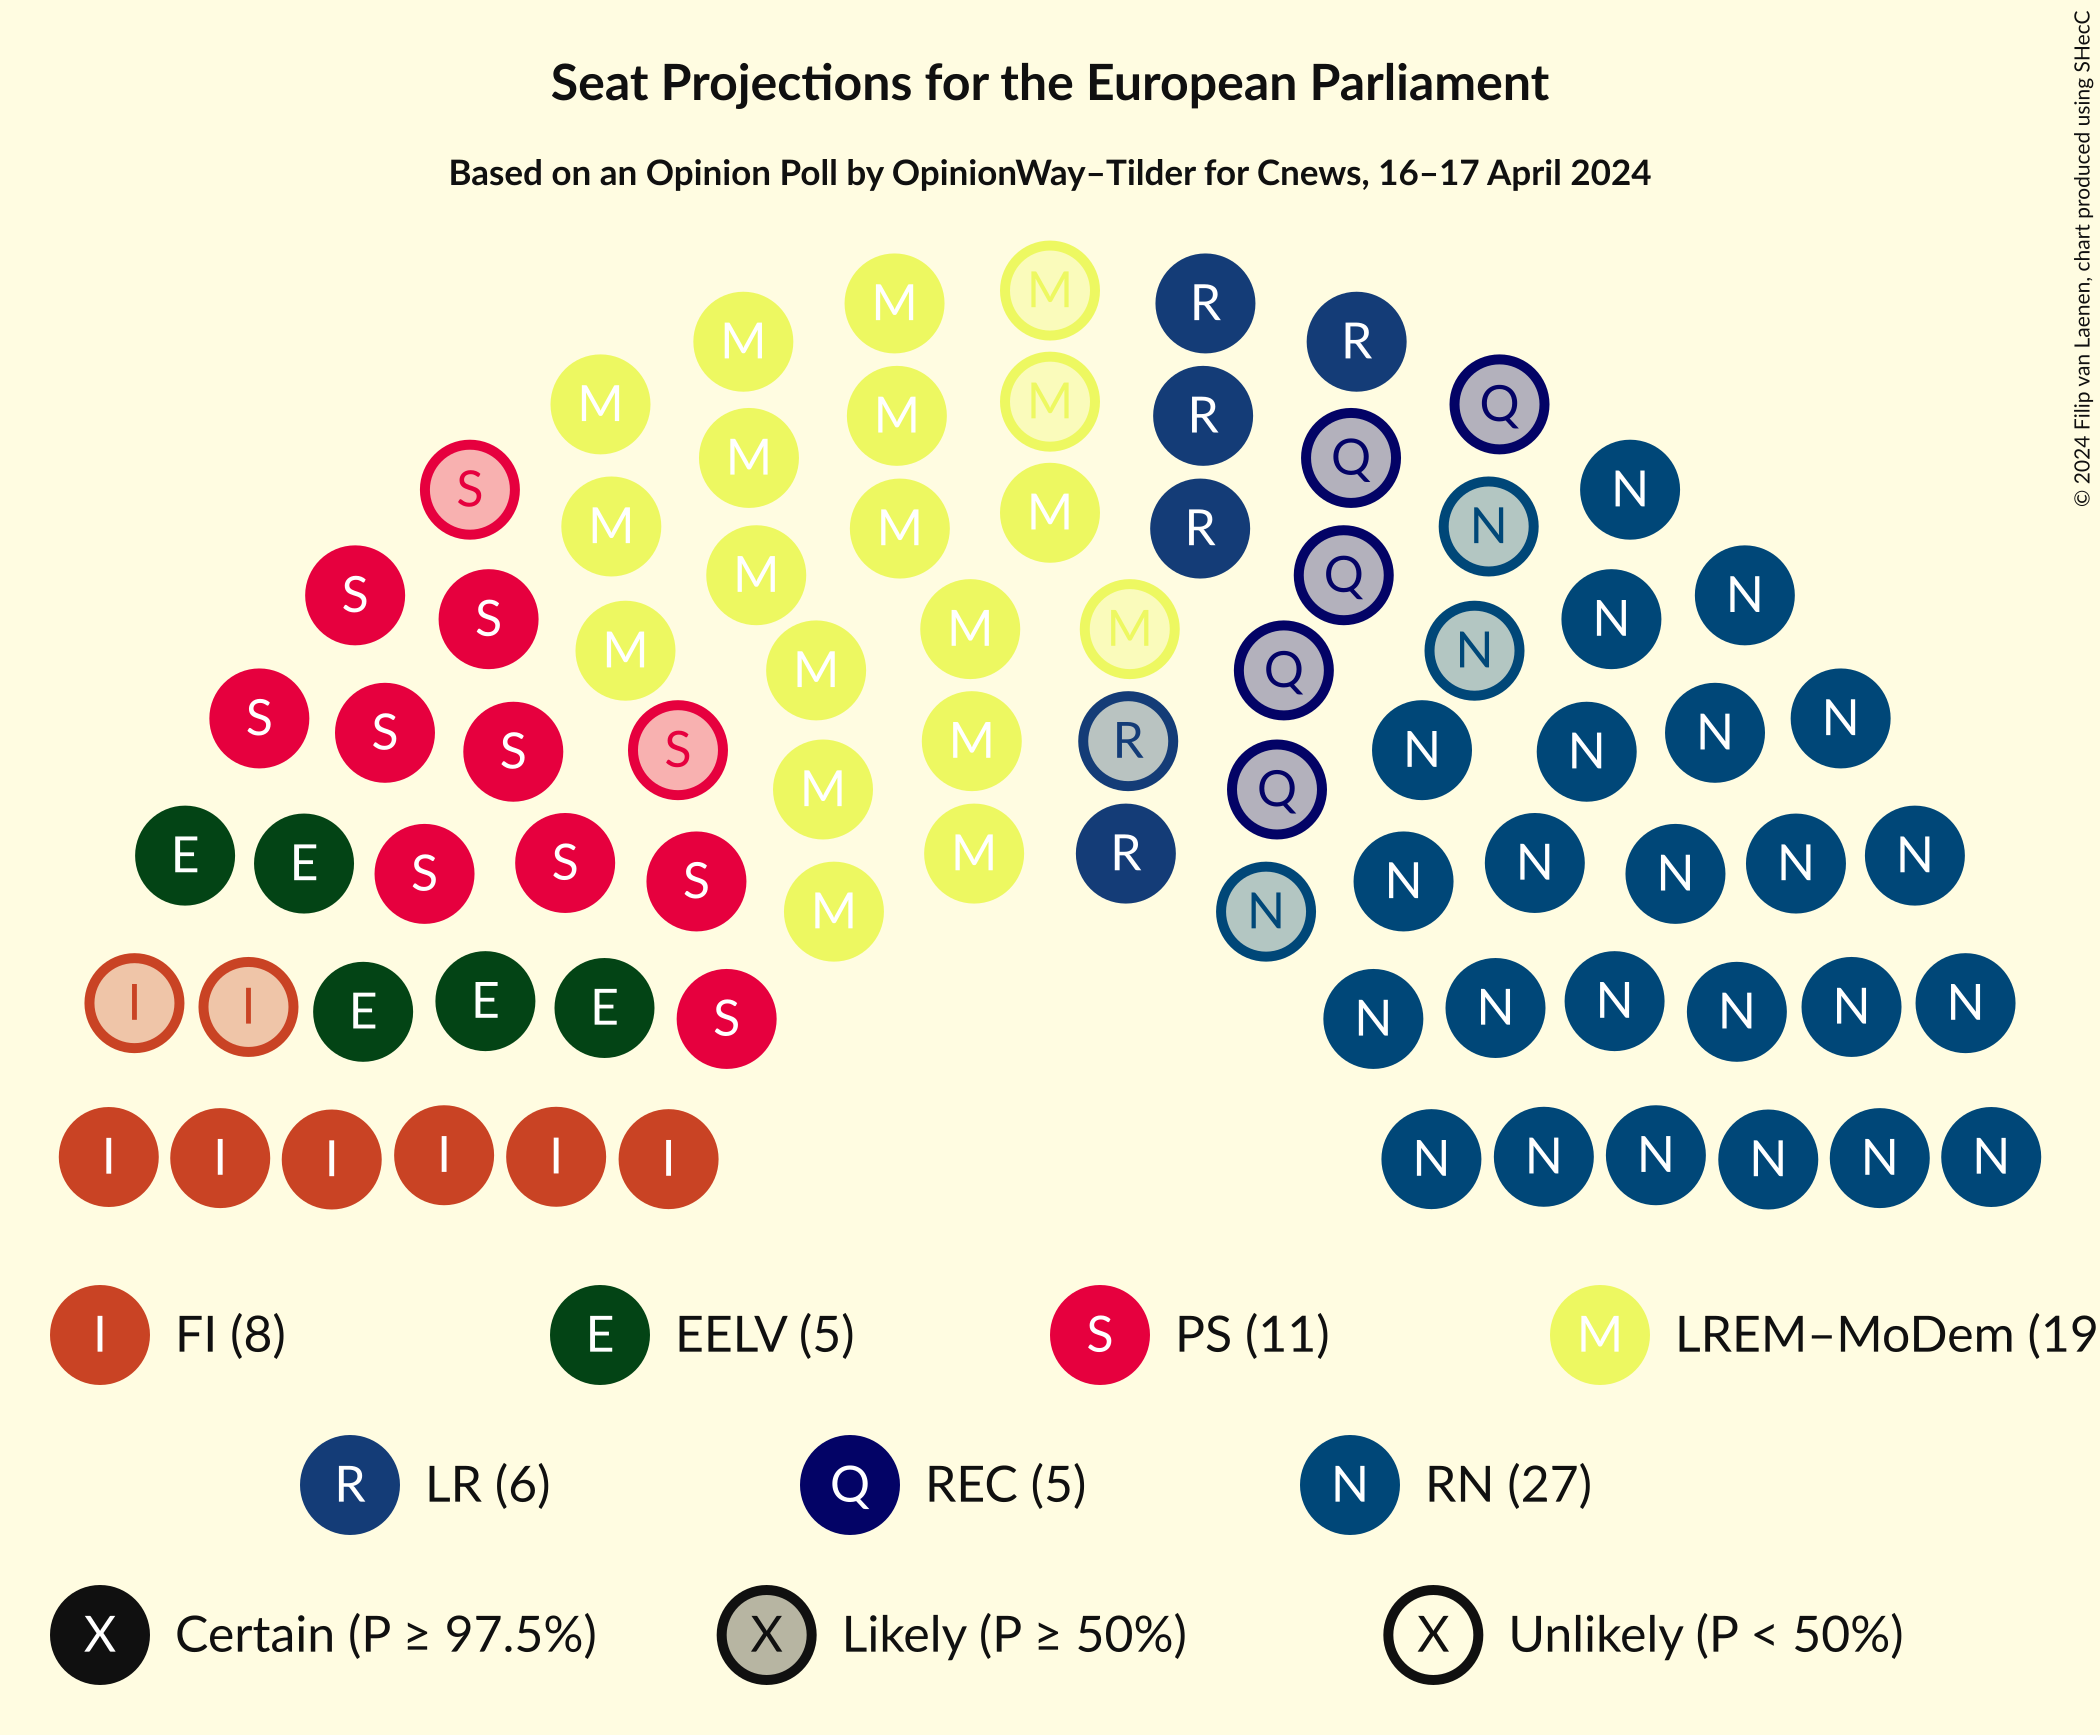 Seat Projections for the European Parliament
Based on an Opinion Poll by OpinionWay–Tilder for Cnews, 16–17 April 2024
© 2024 Filip van Laenen, chart produced using SHecC
M
M M R R
M M Q
M M R
M Q
S N N
M M
M M R
M Q
S S N N
M M M
M Q
S S S S M M R N N N N
M Q
E E S S S M R N N N N N
M N
I I E E E S N N N N N N
I I I I I I N N N N N N
I FI (8) E EELV (5) S PS (11) M LREM–MoDem (19
R LR (6) Q REC (5) N RN (27)
X Certain (P ≥ 97.5%) X Likely (P ≥ 50%) X Unlikely (P < 50%)